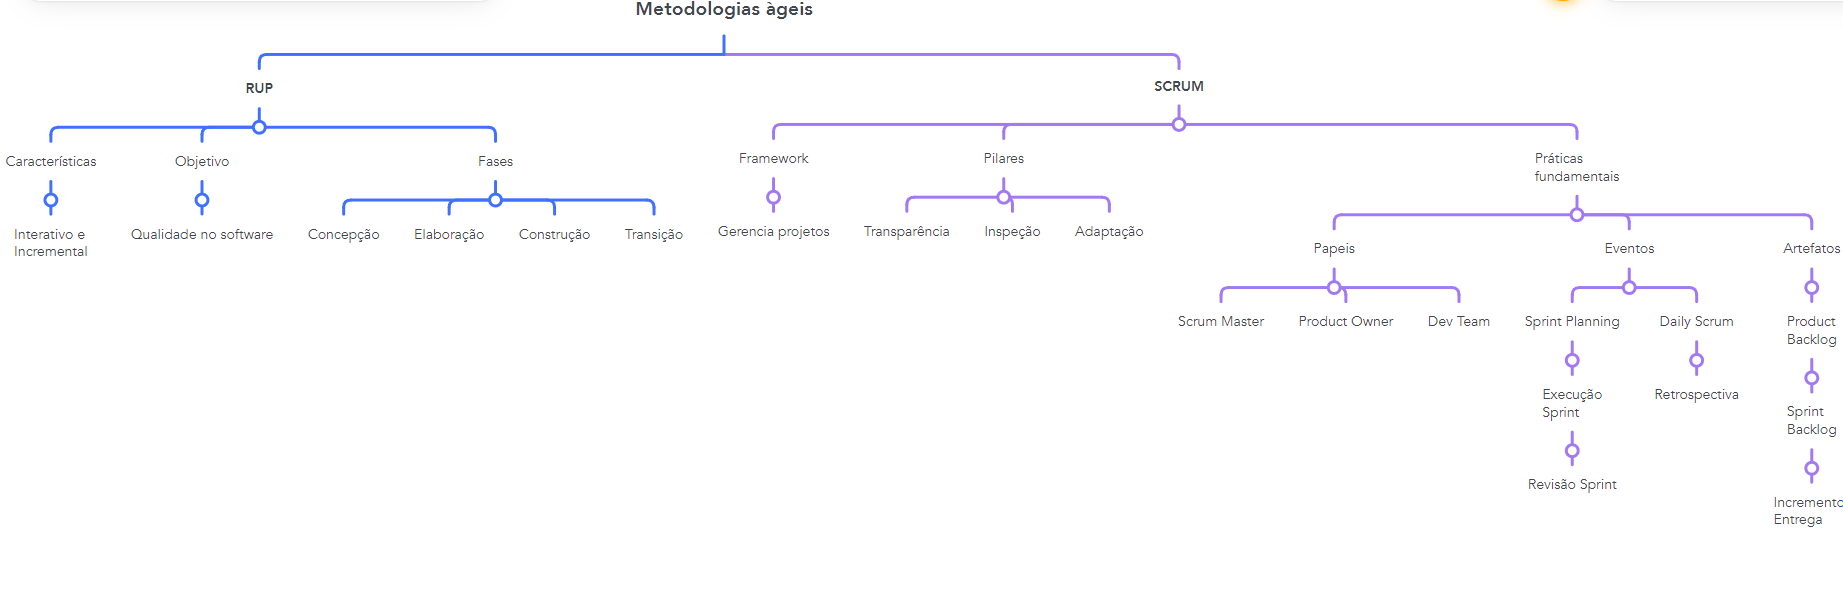 Metodologias àgeis
RUP
SCRUM
Características
Objetivo
Fases
Framework
Pilares
Práticas
fundamentais
Interativo e
Incremental
Qualidade no software
Concepção
Elaboração
Construção
Transição
Gerencia projetos
Transparência
Inspeção
Adaptação
Papeis
Eventos
Artefatos
Scrum Master
Product Owner
Dev Team
Sprint Planning
Daily Scrum
Product
Backlog
Execução
Sprint
Retrospectiva
Sprint
Backlog
Revisão Sprint
Incremento
Entrega